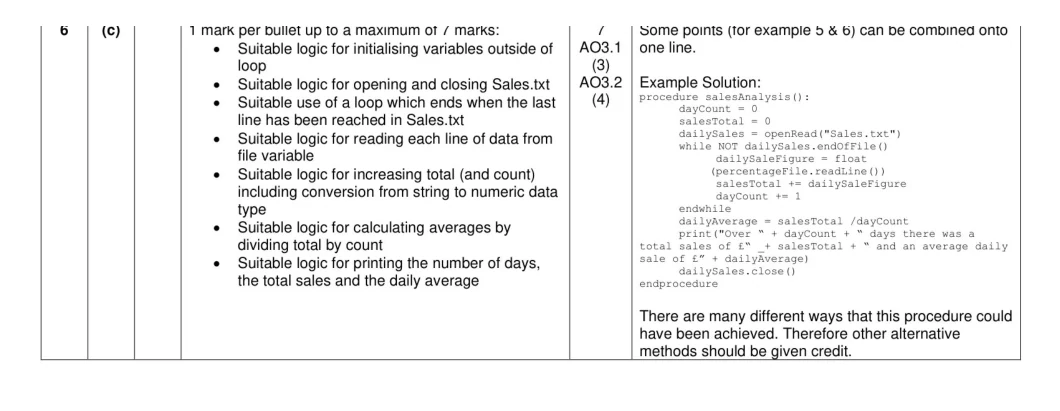 6 (c) 1 mark per bullet up to a maximum of 7 marks:
• Suitable logic for initialising variables outside of
loop
• Suitable logic for opening and closing Sales.txt
• Suitable use of a loop which ends when the last
line has been reached in Sales.txt
• Suitable logic for reading each line of data from
file variable
• Suitable logic for increasing total (and count)
including conversion from string to numeric data
type
• Suitable logic for calculating averages by
dividing total by count
• Suitable logic for printing the number of days,
the total sales and the daily average
7
AO3.1
(3)
AO3.2
(4)
Some points (for example 5 & 6) can be combined onto
one line.
Example Solution:
procedure salesAnalysis():
dayCount = 0
salesTotal = 0
dailySales = openRead("Sales.txt")
while NOT dailySales.endOfFile()
dailySaleFigure = float
(percentageFile.readLine())
salesTotal += dailySaleFigure
dayCount += 1
endwhile
dailyAverage = salesTotal /dayCount
print("Over “ + dayCount + “ days there was a
total sales of £“ _+ salesTotal + “ and an average daily
sale of £” + dailyAverage)
dailySales.close()
endprocedure
There are many different ways that this procedure could
have been achieved. Therefore other alternative
methods should be given credit.